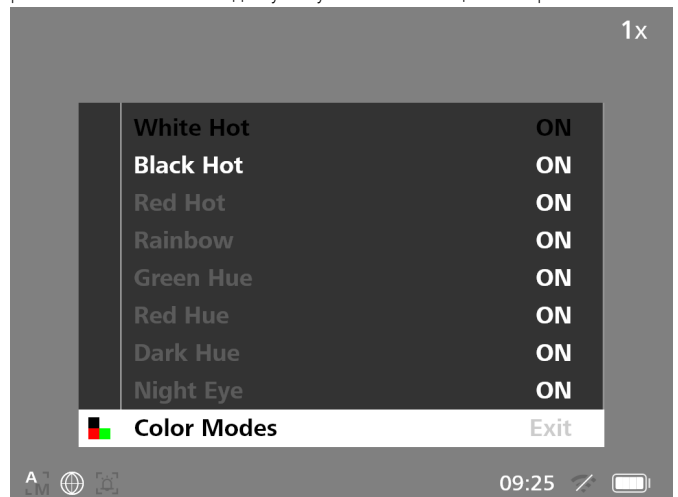 1x
White Hot ON
Black Hot ON
Red Hot ON
Rainbow ON
Green Hue ON
Red Hue ON
Dark Hue ON
Night Eye ON
Color Modes Exit
A M 09:25